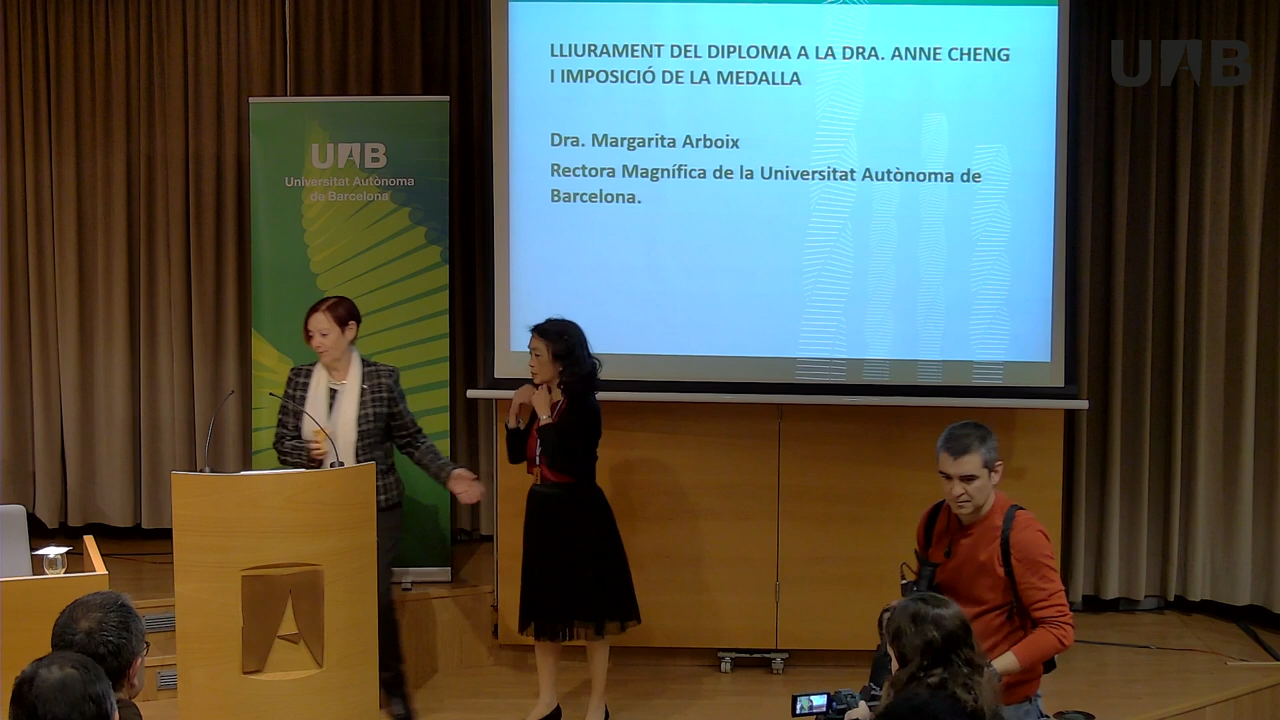 LLIURAMENT DEL DIPLOMA A LA DRA. ANNE CHENG
I IMPOSICIÓ DE LA MEDALLA
Dra. Margarita Arboix
Rectora Magnífica de la Universitat Autònoma de
Barcelona.
UAB
Universitat Autònoma
de Barcelona
UAB